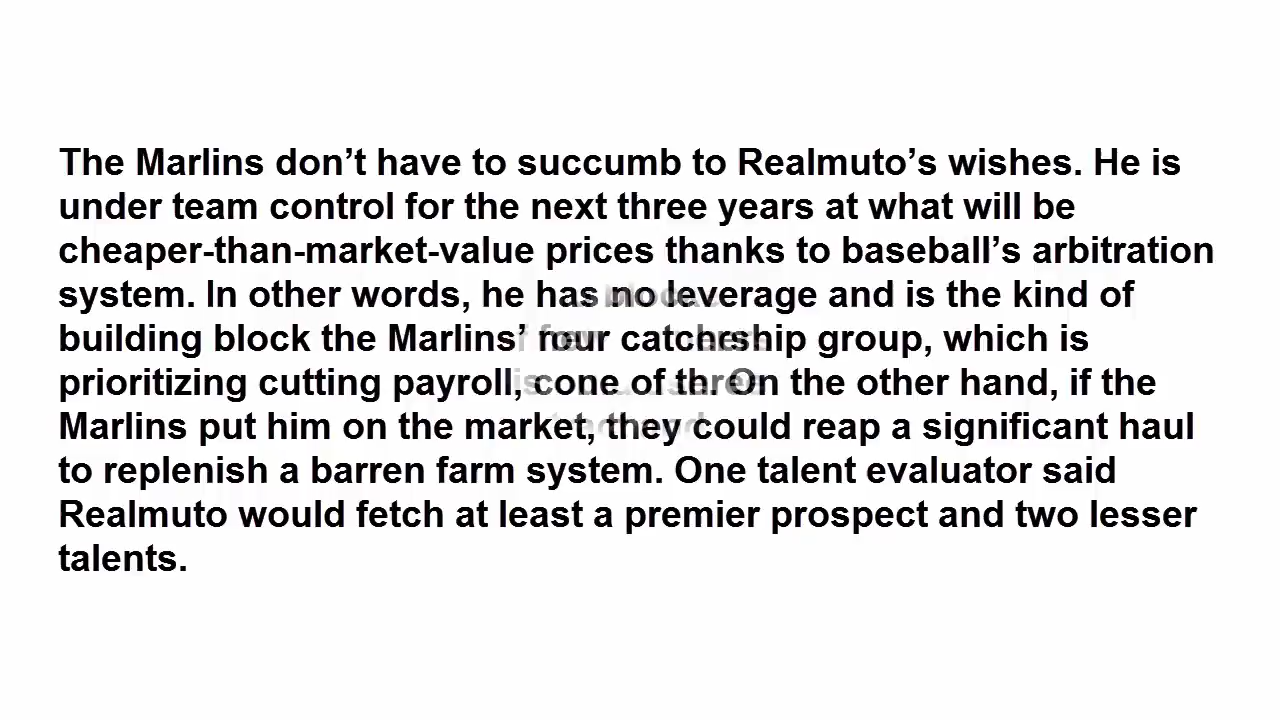 The Marlins don’t have to succumb to Realmuto’s wishes. He is
under team control for the next three years at what will be
cheaper-than-market-value prices thanks to baseball’s arbitration
system. In other words, he has no leverage and is the kind of
building block the Marlins’ group, which is
prioritizing cutting payroll, On the other hand, if the
Marlins put him on the market, they could reap a significant haul
to replenish a barren farm system. One talent evaluator said
Realmuto would fetch at least a premier prospect and two lesser
talents.